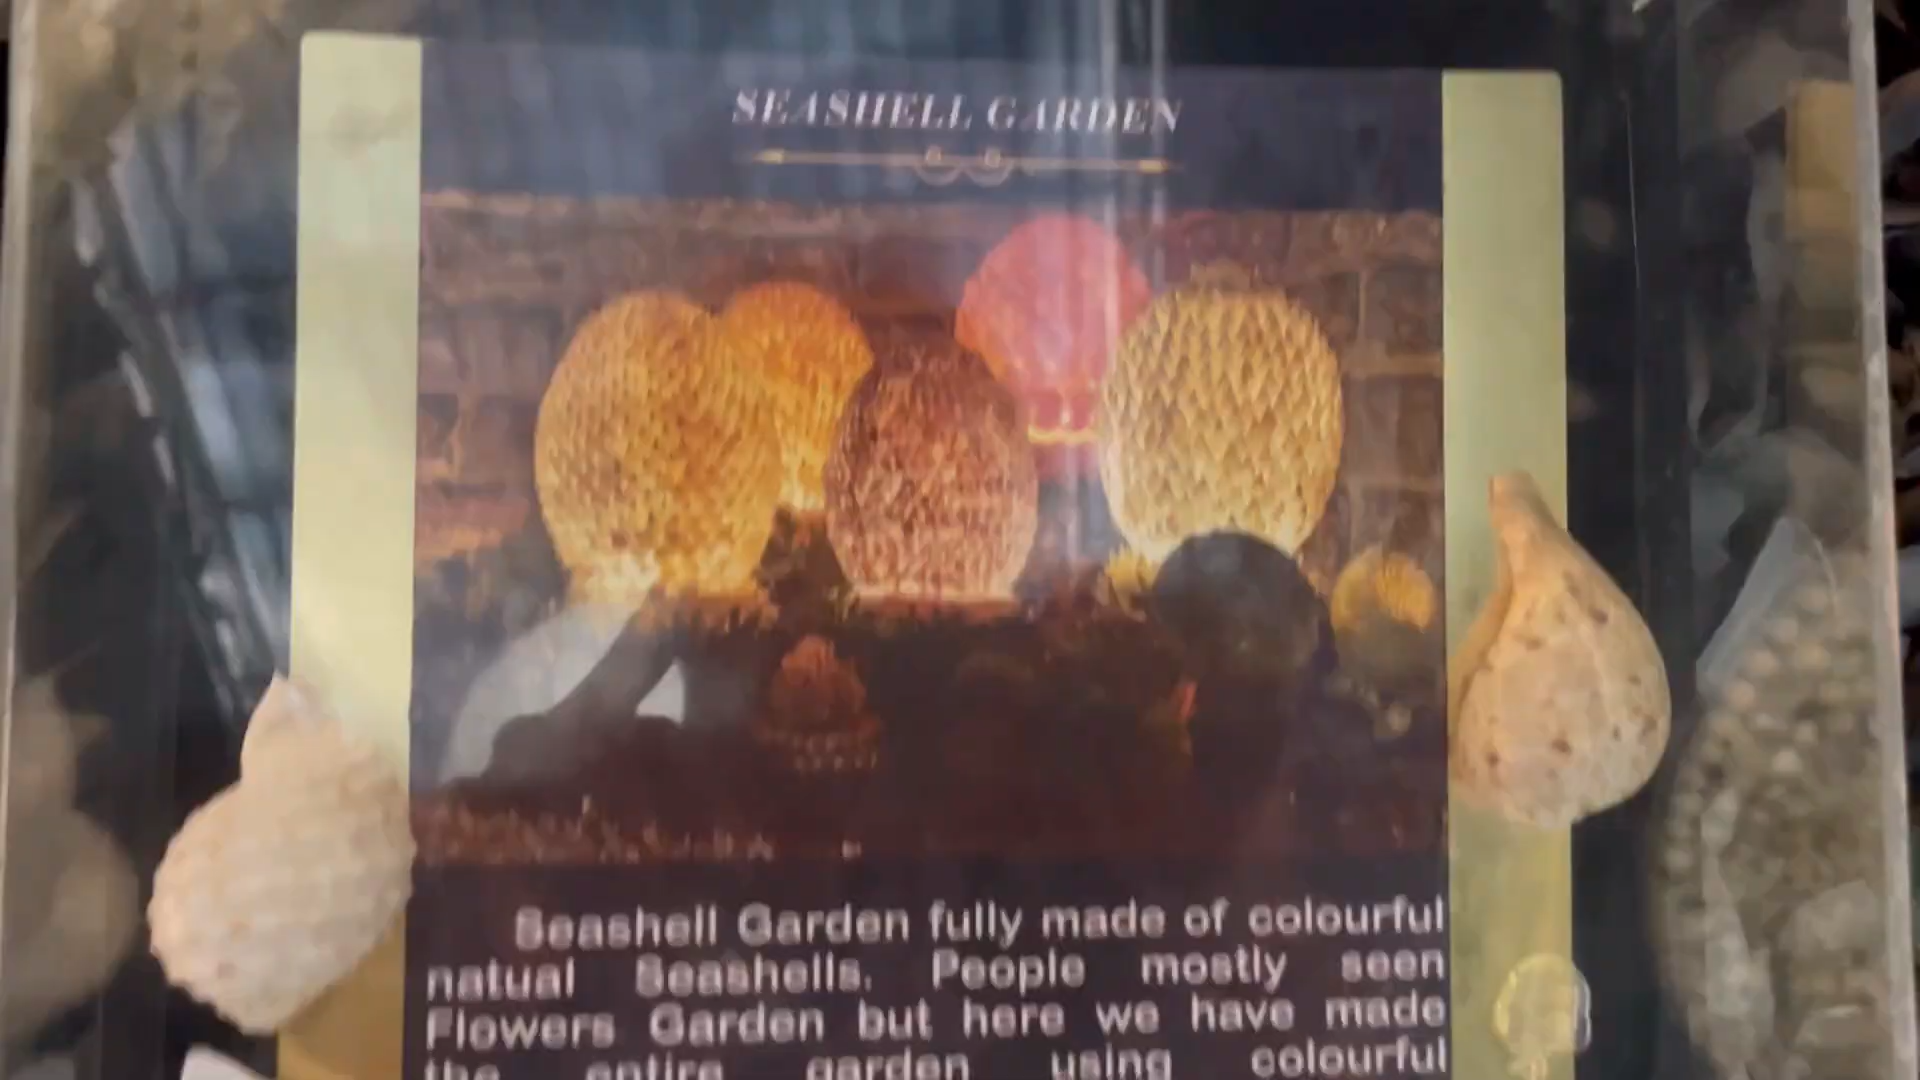 SEASHELL GARDEN
Seashell Garden fully made of colourful
natual Seashells. People mostly seen
Flowers Garden but here we have made
the entire garden using colourful